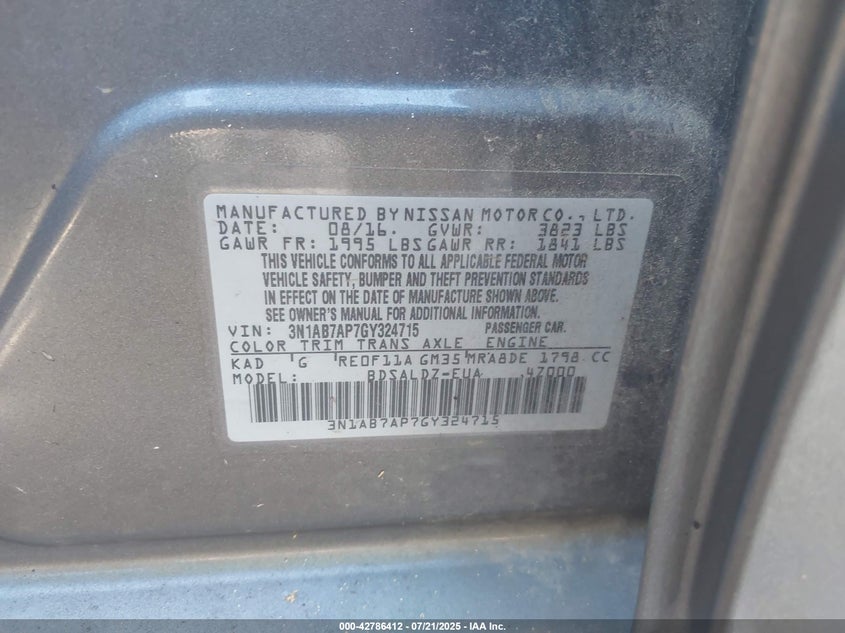 MANUFACTURED BY NISSAN MOTOR CO., LTD.
DATE: 08/16. GVWR: 3823 LBS
GAWR FR: 1995 LBS GAWR RR: 1841 LBS
THIS VEHICLE CONFORMS TO ALL APPLICABLE FEDERAL MOTOR
VEHICLE SAFETY, BUMPER AND THEFT PREVENTION STANDARDS
IN EFFECT ON THE DATE OF MANUFACTURE SHOWN ABOVE.
SEE OWNER'S MANUAL FOR ADDITIONAL INFORMATION.
VIN: 3N1AB7AP7GY324715 PASSENGER CAR.
COLOR TRIM TRANS AXLE ENGINE
KAD G RE0F11A GM35 MRA8DE 1798 CC
MODEL: BDSALDZ-EUA 47000
3N1AB7AP7GY324715
000-42786412 - 07/21/2025 - IAA Inc.